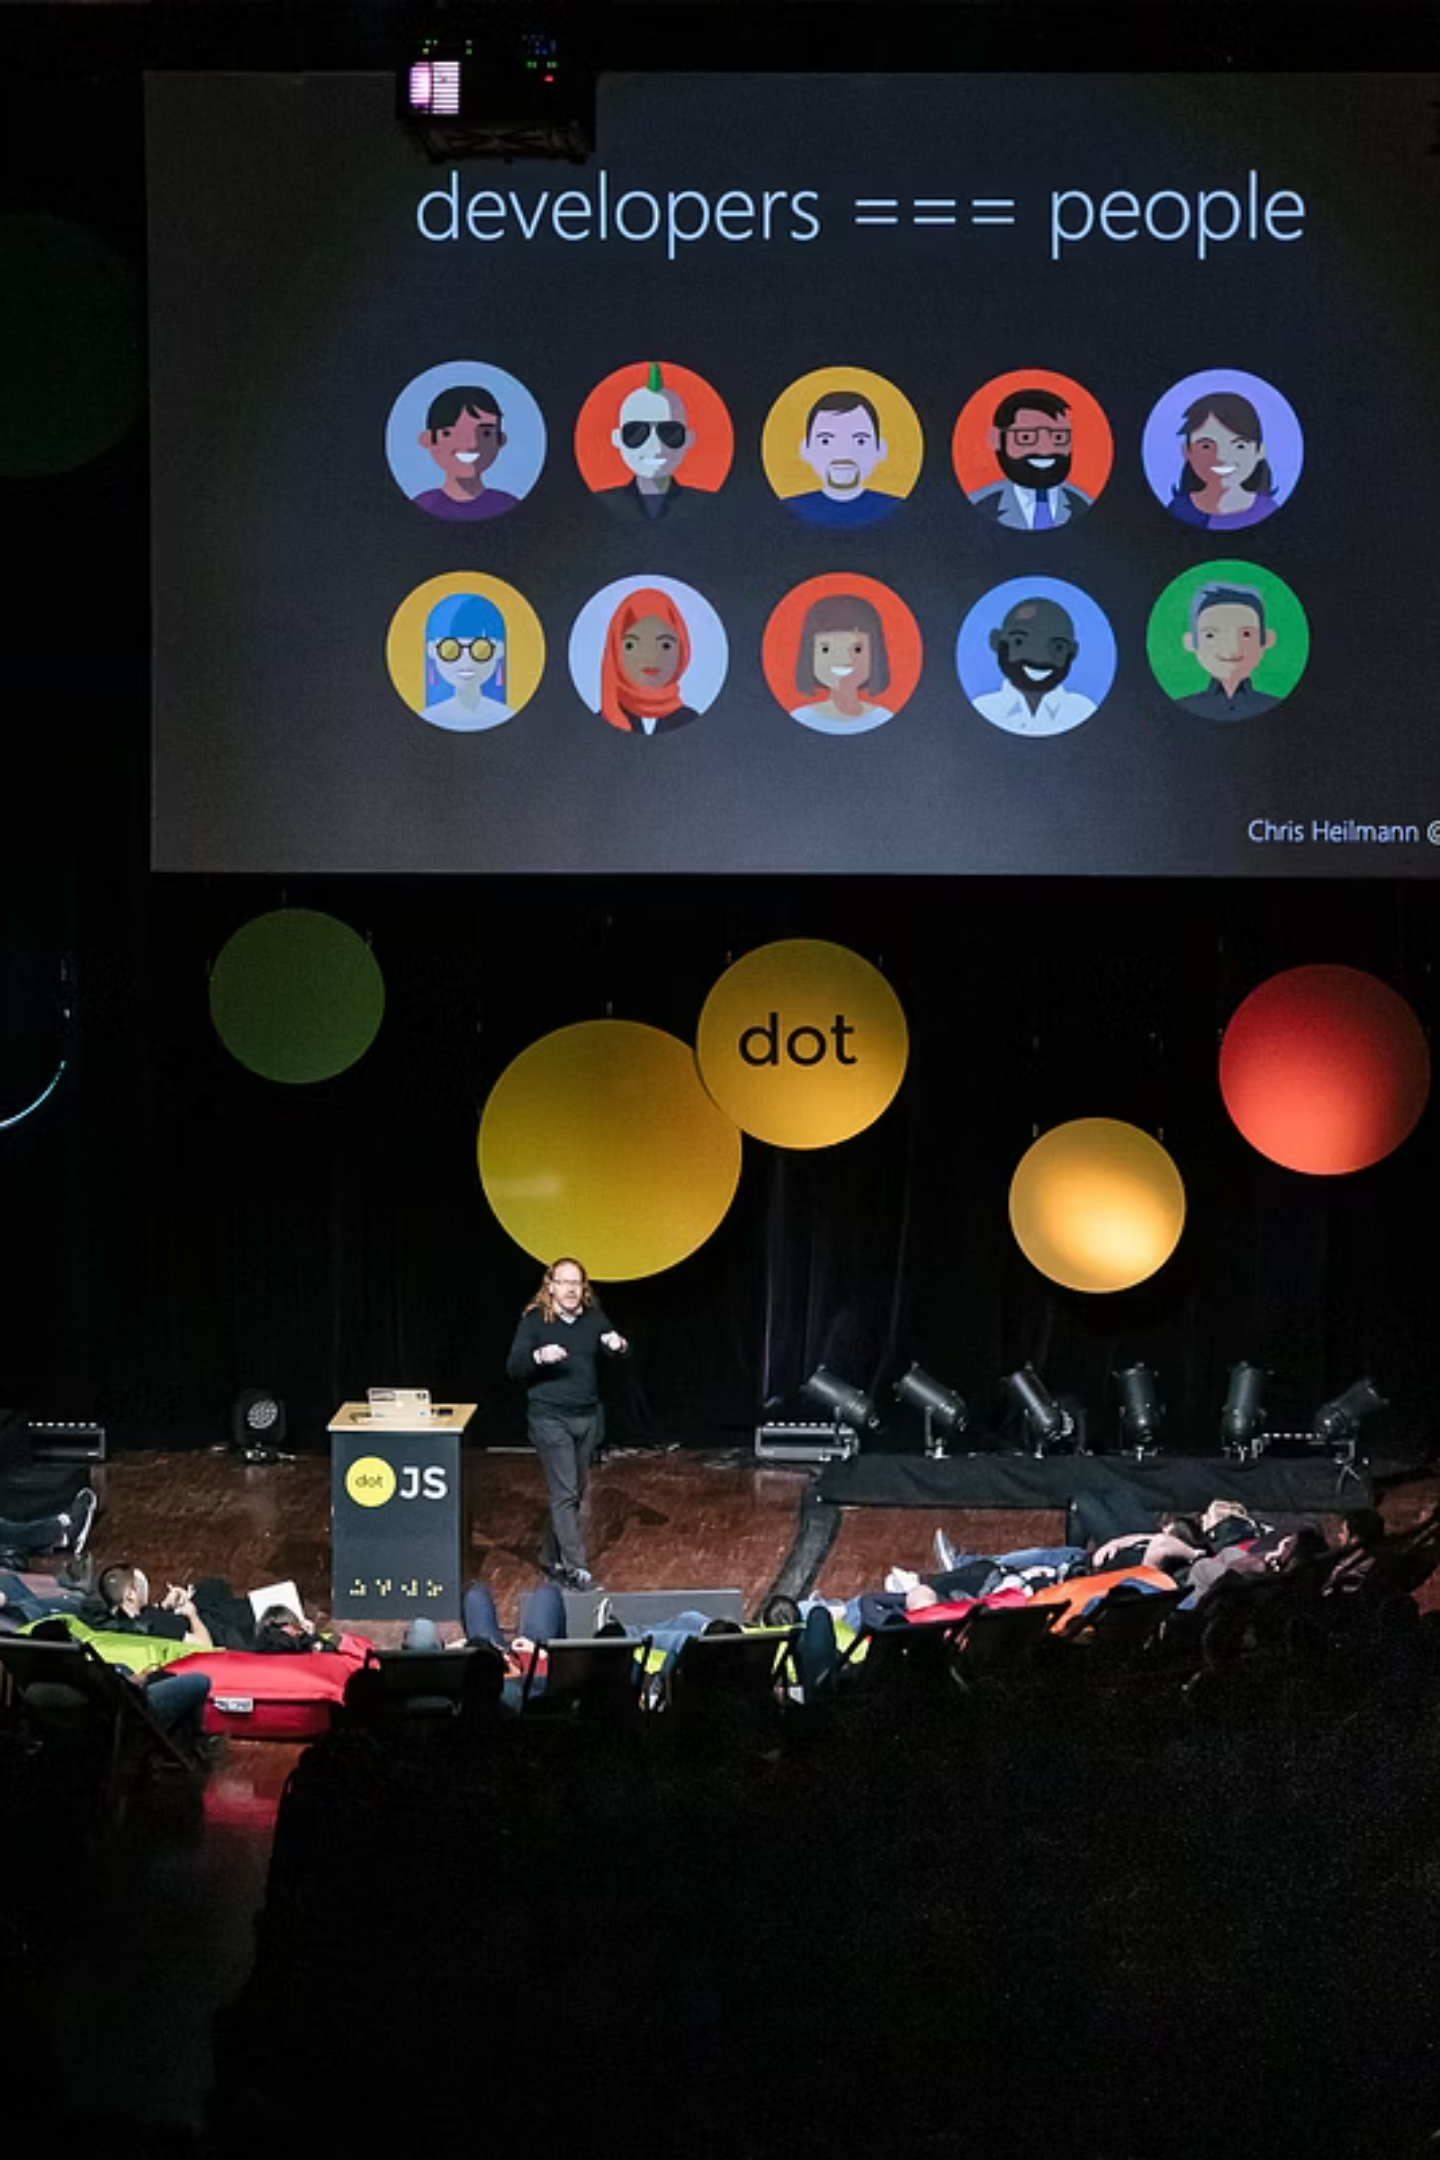 developers === people
Chris Heilmann ©
dot
dot JS